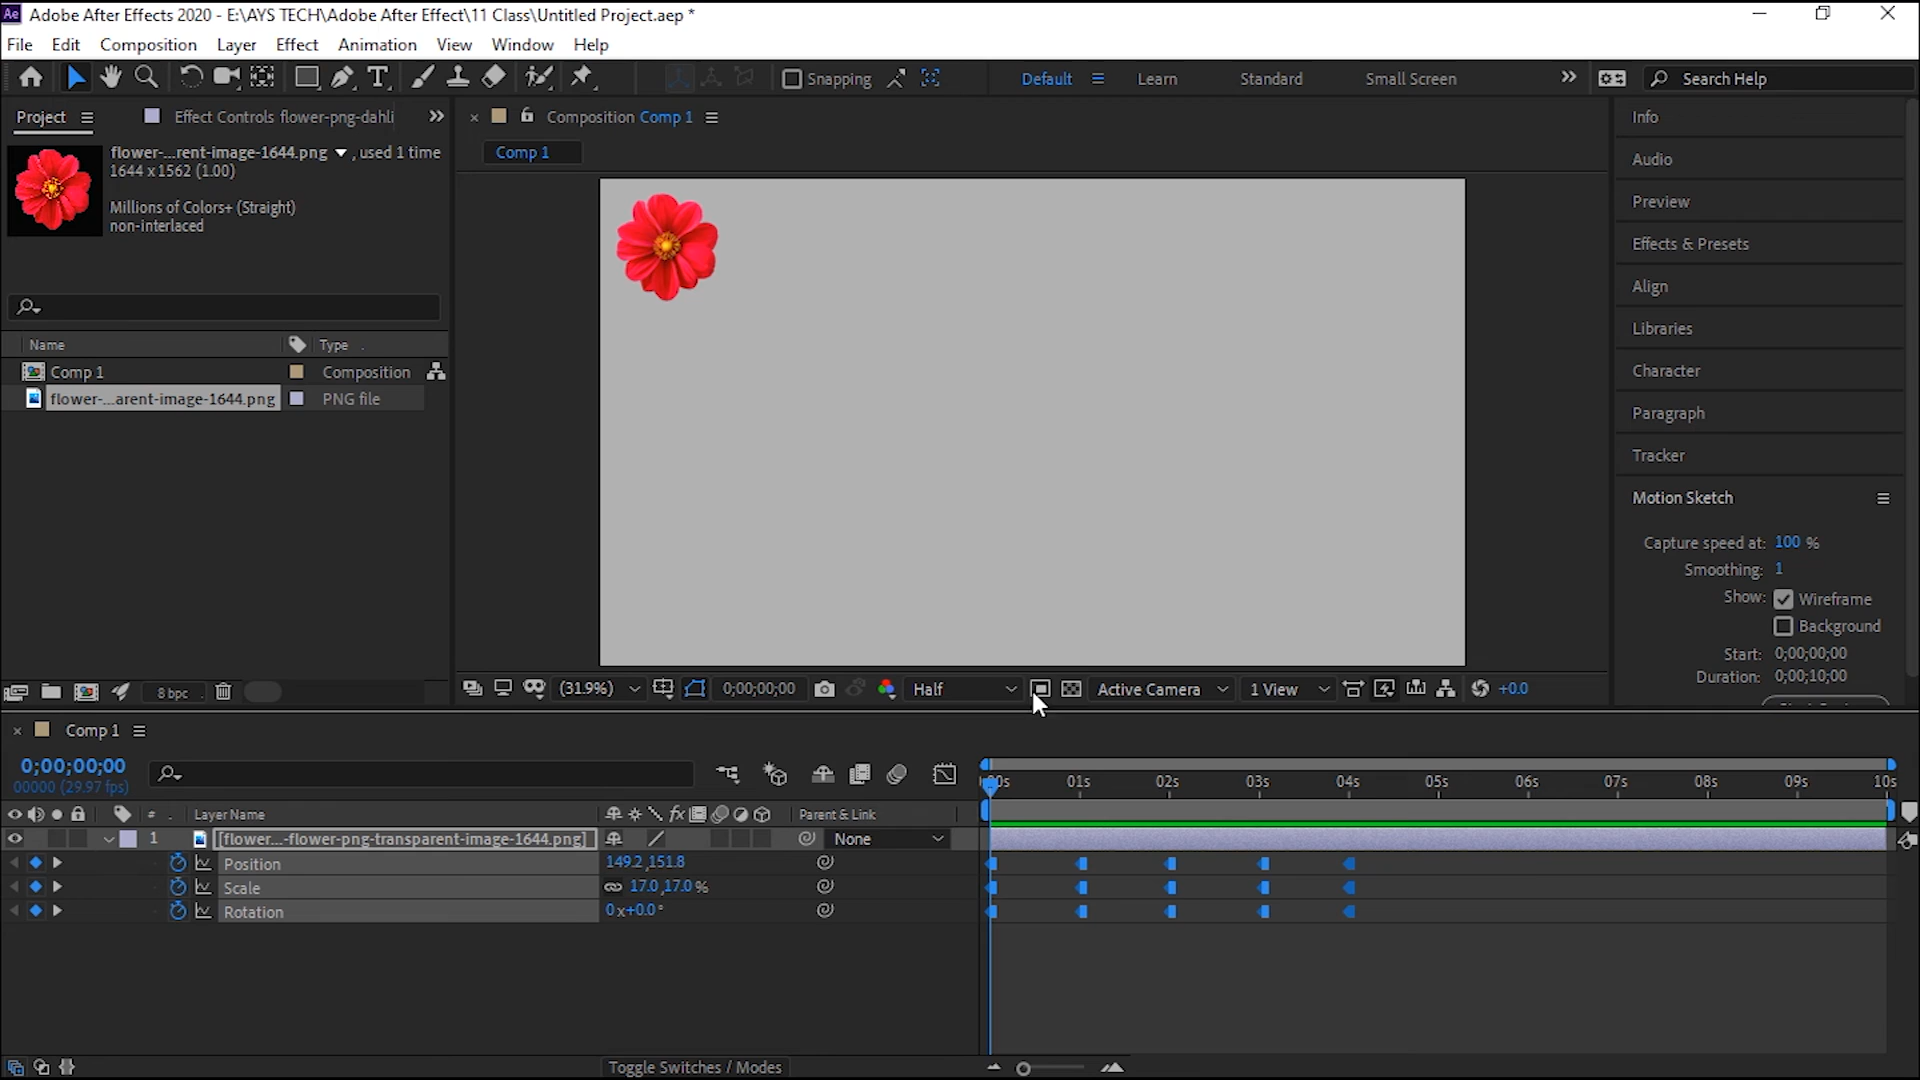 Ae Adobe After Effects 2020 - E:\AYS TECH\Adobe After Effect\11 Class\Untitled Project.aep *
File Edit Composition Layer Effect Animation View Window Help
T Snapping Default Learn Standard Small Screen Search Help
Project Effect Controls flower-png-dahli
Composition Comp 1
Info
flower-...rent-image-1644.png , used 1 time
1644 x 1562 (1.00)
Comp 1
Audio
Millions of Colors+ (Straight)
non-interlaced
Preview
Effects & Presets
Align
Libraries
Name Type
Comp 1 Composition
flower-...arent-image-1644.png PNG file
Character
Paragraph
Tracker
Motion Sketch
Capture speed at: 100 %
Smoothing: 1
Show: Wireframe
Background
Start: 0;00;00;00
Duration: 0;00;10;00
8 bpc (31.9%) 0;00;00;00 Half Active Camera 1 View +0.0
Comp 1
0;00;00;00
00000 (29.97 fps)
01s 02s 03s 04s 05s 06s 07s 08s 09s 10s
# Layer Name fx Parent & Link
1 [flower...-flower-png-transparent-image-1644.png] None
Position 149.2,151.8
Scale 17.0,17.0 %
Rotation 0x+0.0°
Toggle Switches / Modes